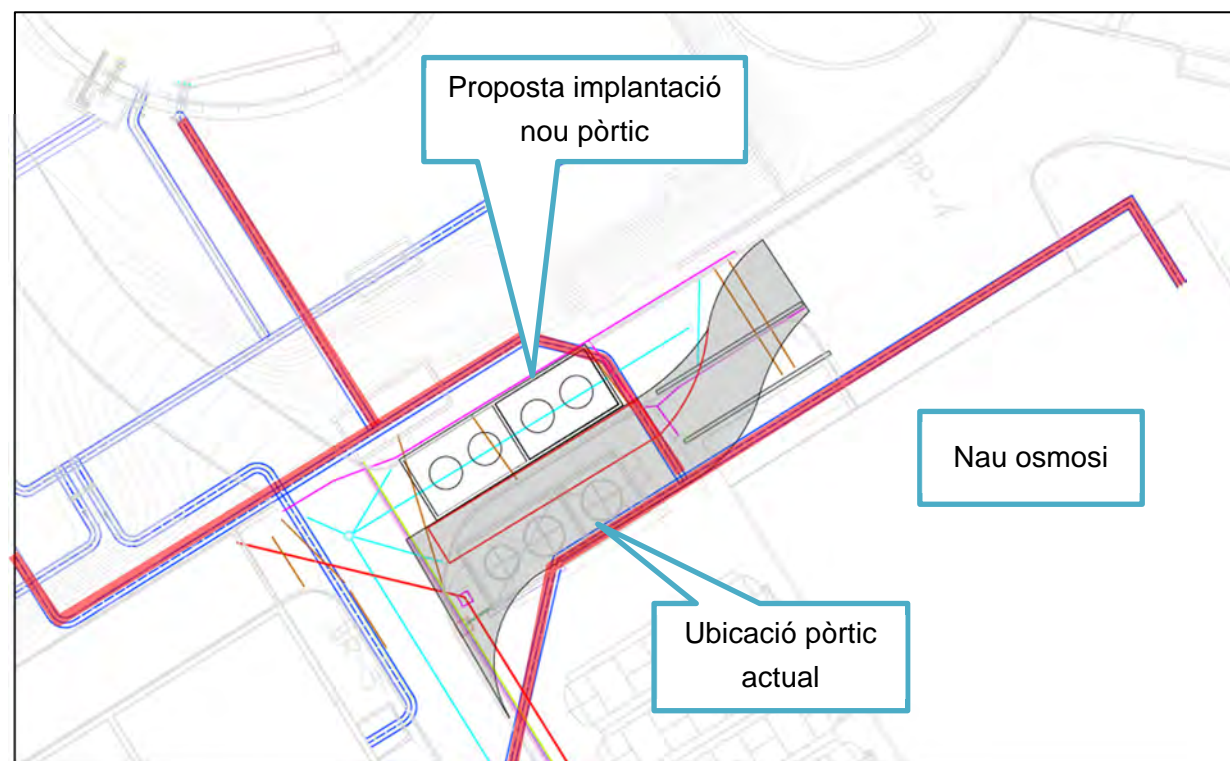 Proposta implantació
nou pòrtic
Nau osmosi
Ubicació pòrtic
actual